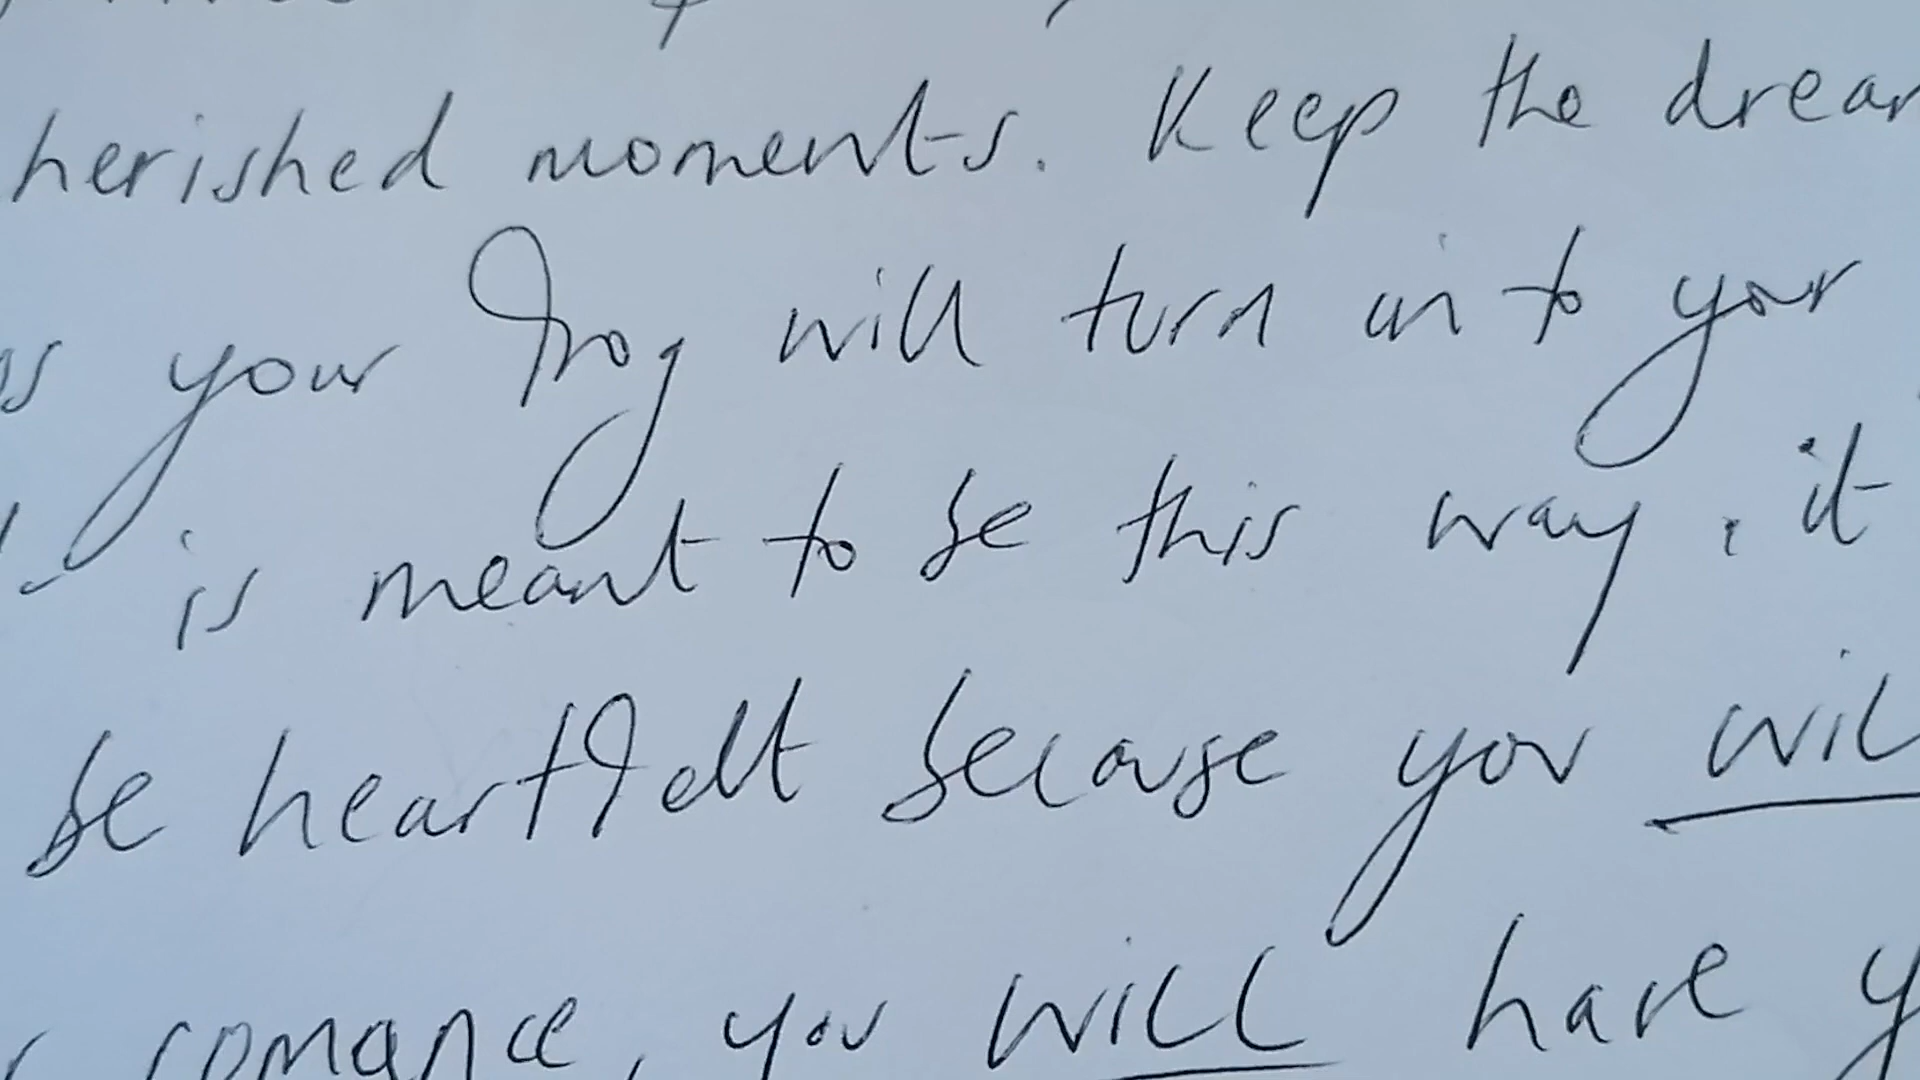 herished moments. Keep the drea
s your frog will turn in to your
is meant to be this way, it
be heartfelt because you wil
romance, you will have y